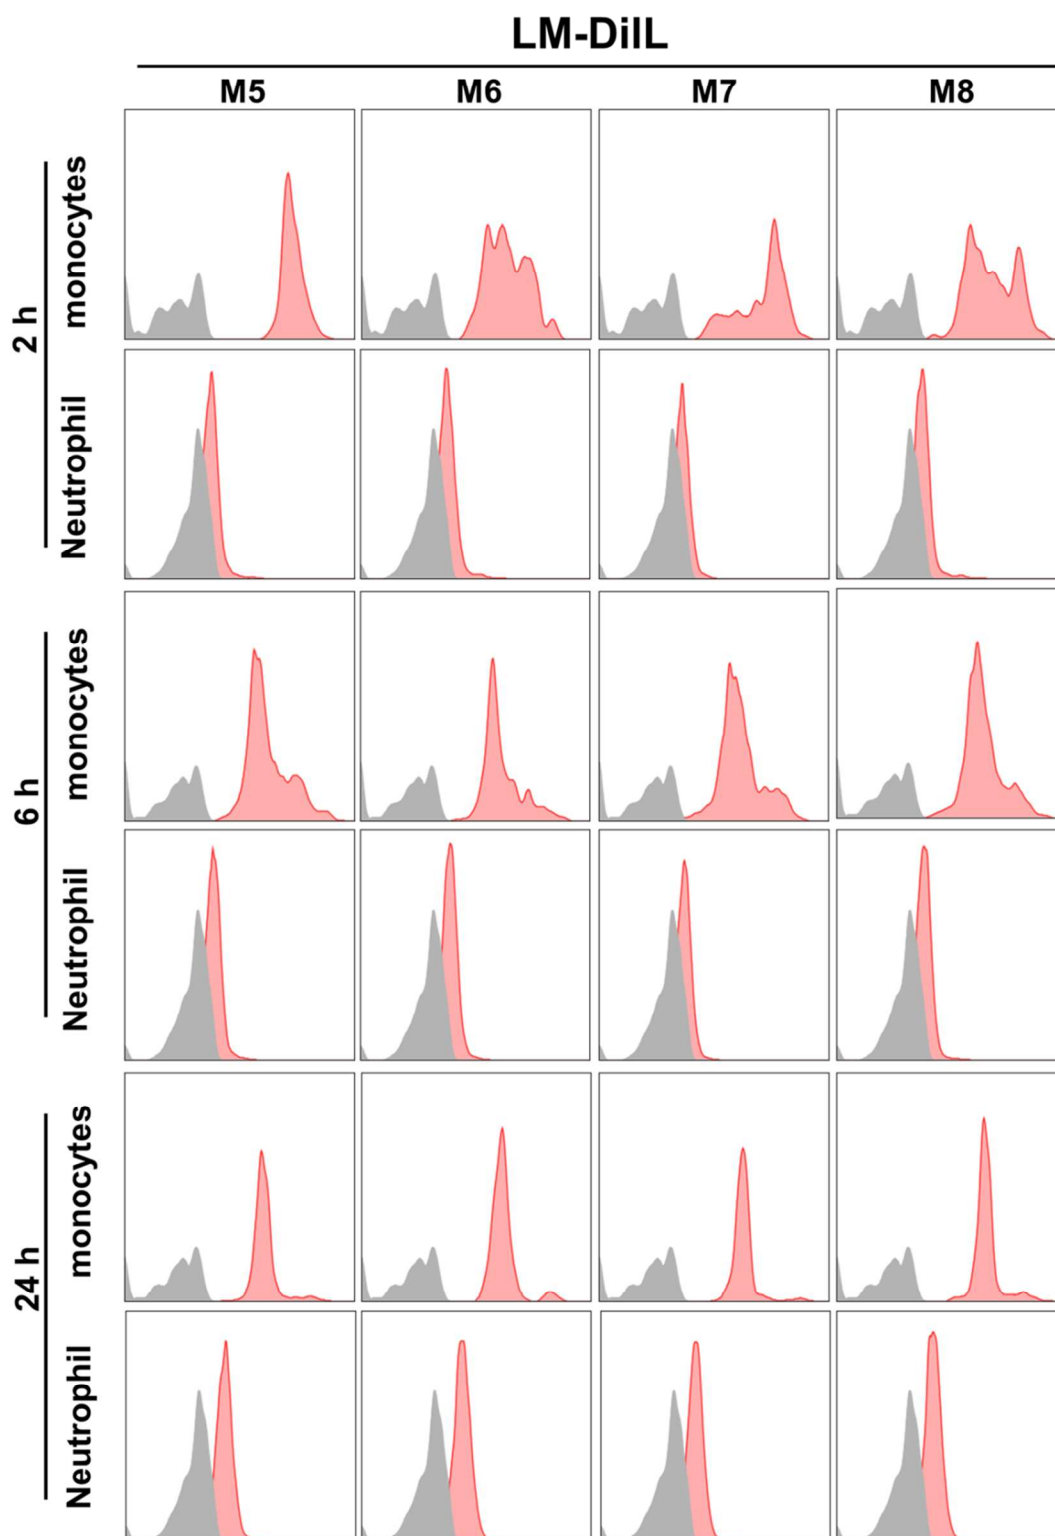 LM-DiIL
M5 M6 M7 M8
2 h
monocytes
Neutrophil
6 h
monocytes
Neutrophil
24 h
monocytes
Neutrophil